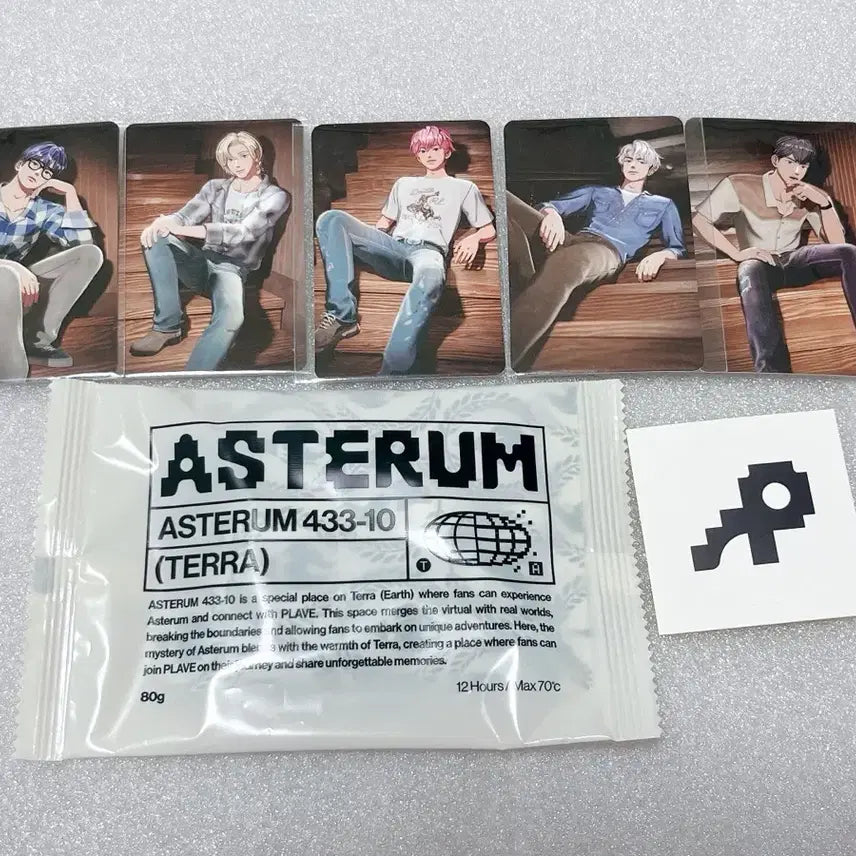 ASTERUM
ASTERUM 433-10
(TERRA)
T
A
ASTERUM 433-10 is a special place on Terra (Earth) where fans can experience
Asterum and connect with PLAVE. This space merges the virtual with real worlds,
breaking the boundaries and allowing fans to embark on unique adventures. Here, the
mystery of Asterum blends with the warmth of Terra, creating a place where fans can
join PLAVE on their journey and share unforgettable memories.
80g
12 Hours / Max 70℃